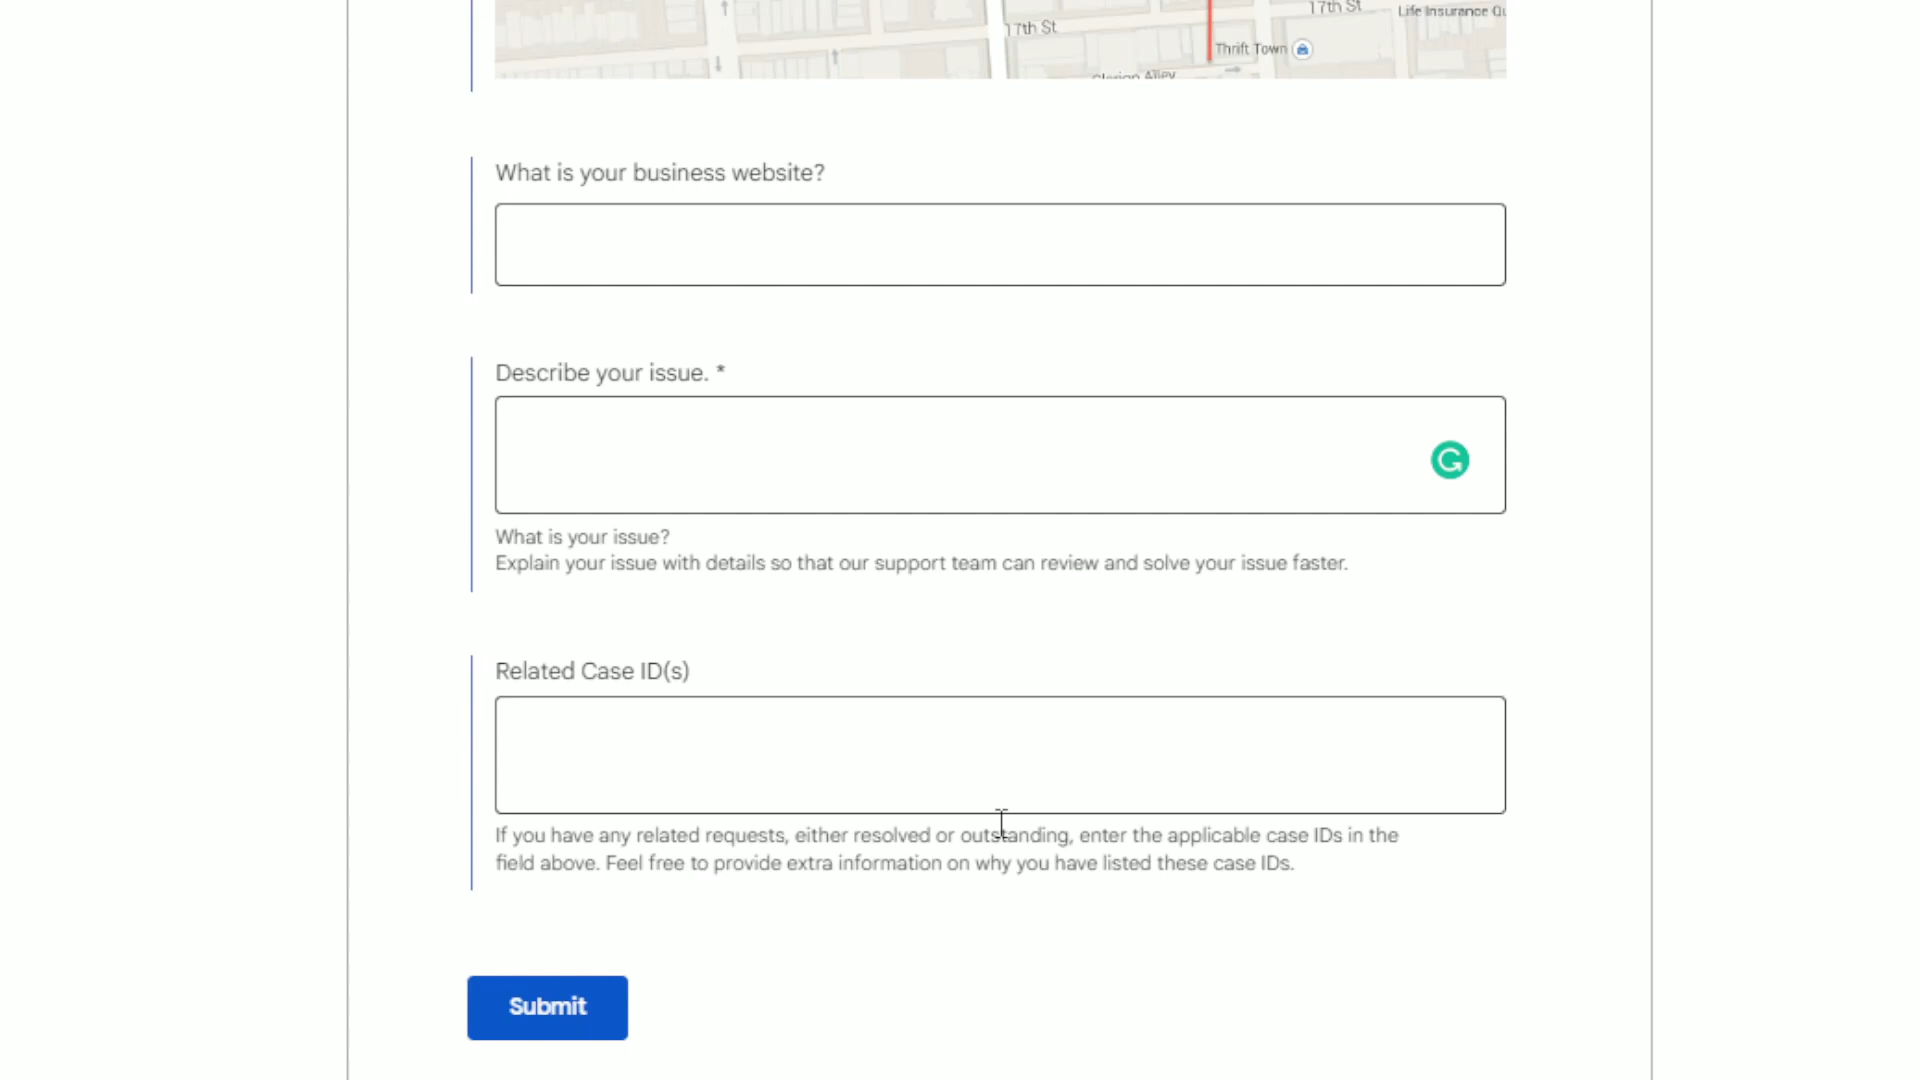 17th St
17th St
Life Insurance
Thrift Town
Clarion Alley
What is your business website?
Describe your issue. *
What is your issue?
Explain your issue with details so that our support team can review and solve your issue faster.
Related Case ID(s)
If you have any related requests, either resolved or outstanding, enter the applicable case IDs in the
field above. Feel free to provide extra information on why you have listed these case IDs.
Submit